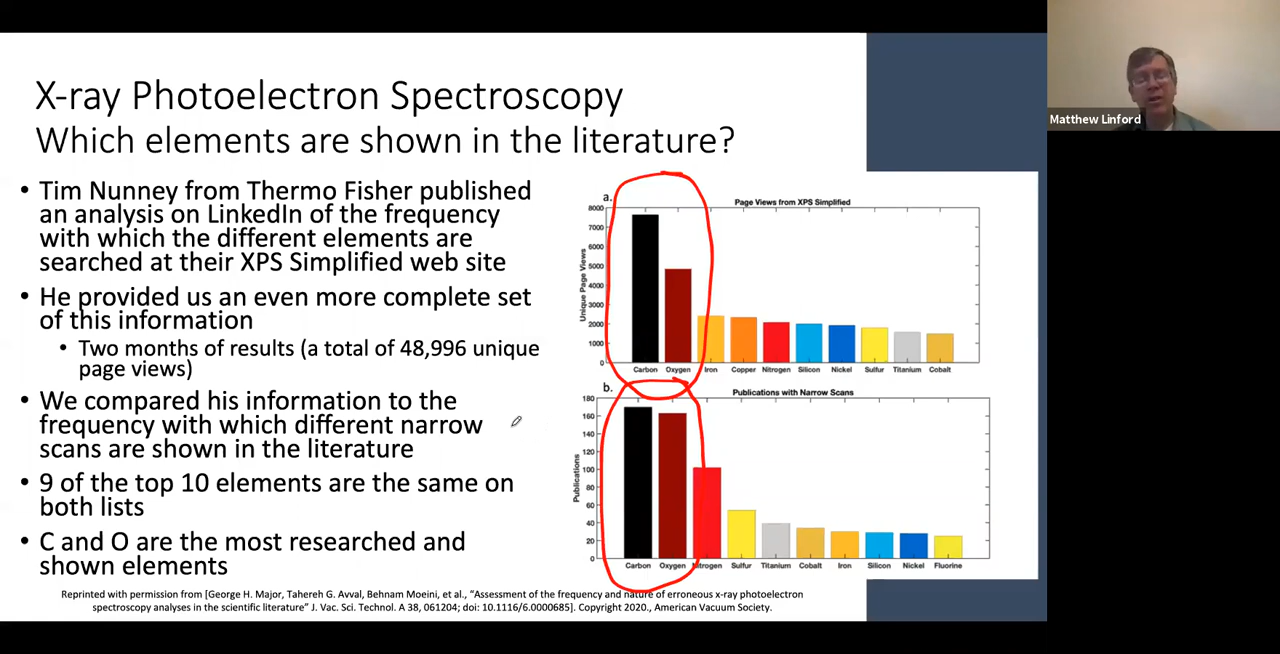 X-ray Photoelectron Spectroscopy
Which elements are shown in the literature?
• Tim Nunney from Thermo Fisher published
an analysis on LinkedIn of the frequency
with which the different elements are
searched at their XPS Simplified web site
• He provided us an even more complete set
of this information
• Two months of results (a total of 48,996 unique
page views)
• We compared his information to the
frequency with which different narrow
scans are shown in the literature
• 9 of the top 10 elements are the same on
both lists
• C and O are the most researched and
shown elements
a.
Page Views from XPS Simplified
Unique Page Views
8000
7000
6000
5000
4000
3000
2000
1000
0
Carbon Oxygen Iron Copper Nitrogen Silicon Nickel Sulfur Titanium Cobalt
b.
Publications with Narrow Scans
Publications
180
160
140
120
100
80
60
40
20
0
Carbon Oxygen Nitrogen Sulfur Titanium Cobalt Iron Silicon Nickel Fluorine
Reprinted with permission from [George H. Major, Tahereh G. Avval, Behnam Moeini, et al., “Assessment of the frequency and nature of erroneous x-ray photoelectron
spectroscopy analyses in the scientific literature” J. Vac. Sci. Technol. A 38, 061204; doi: 10.1116/6.0000685]. Copyright 2020., American Vacuum Society.
Matthew Linford